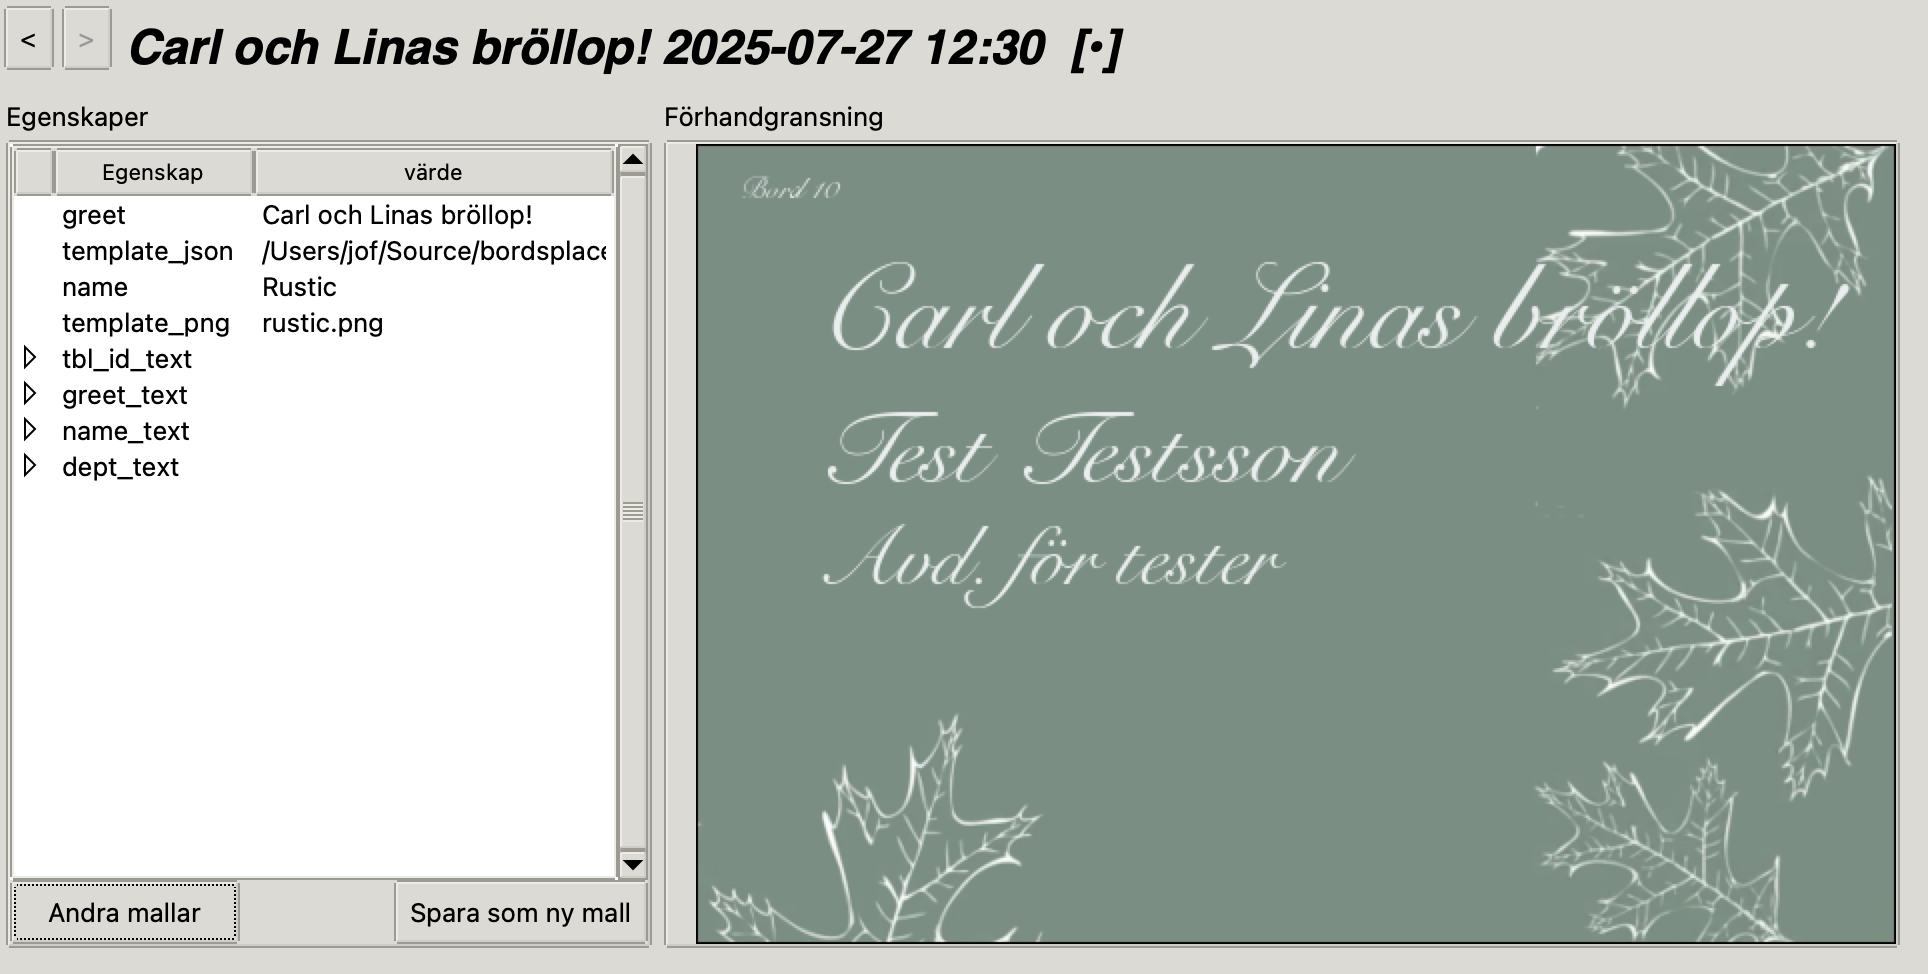 < > Carl och Linas bröllop! 2025-07-27 12:30 [·]
Egenskaper
Egenskap värde
greet Carl och Linas bröllop!
template_json /Users/jof/Source/bordsplace
name Rustic
template_png rustic.png
tbl_id_text
greet_text
name_text
dept_text
Andra mallar Spara som ny mall
Förhandgransning
Bord 10
Carl och Linas bröllop!
Test Testsson
Avd. för tester